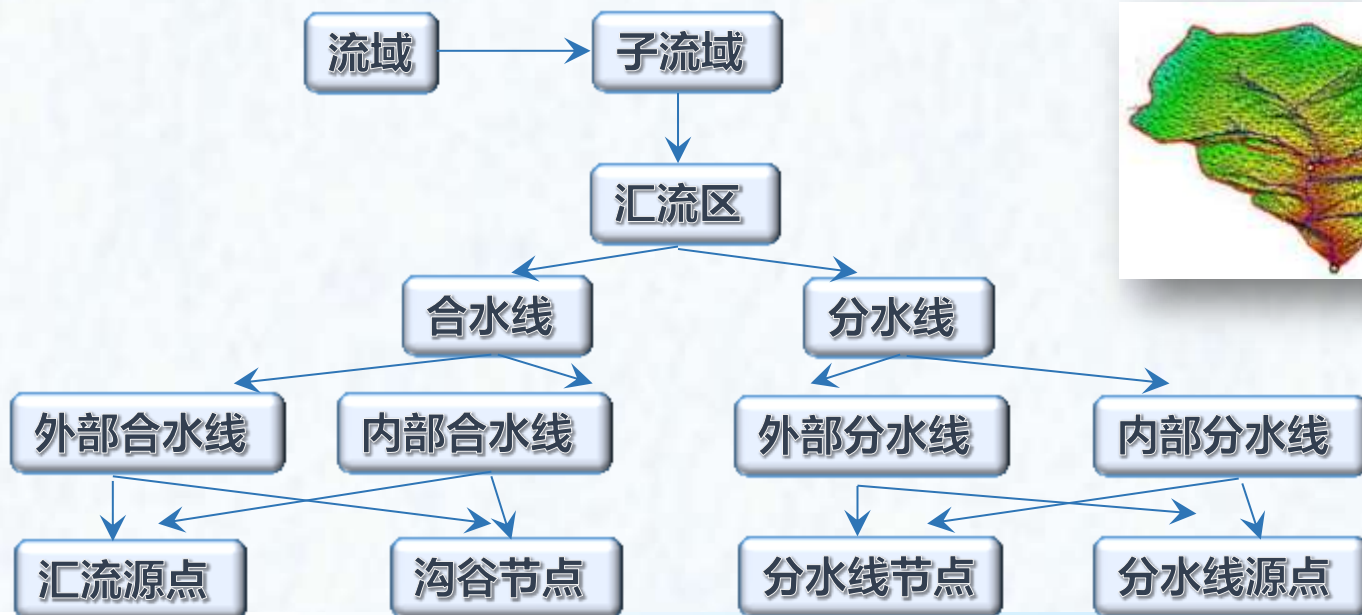 流域
子流域
汇流区
合水线
分水线
外部合水线
内部合水线
外部分水线
内部分水线
汇流源点
沟谷节点
分水线节点
分水线源点